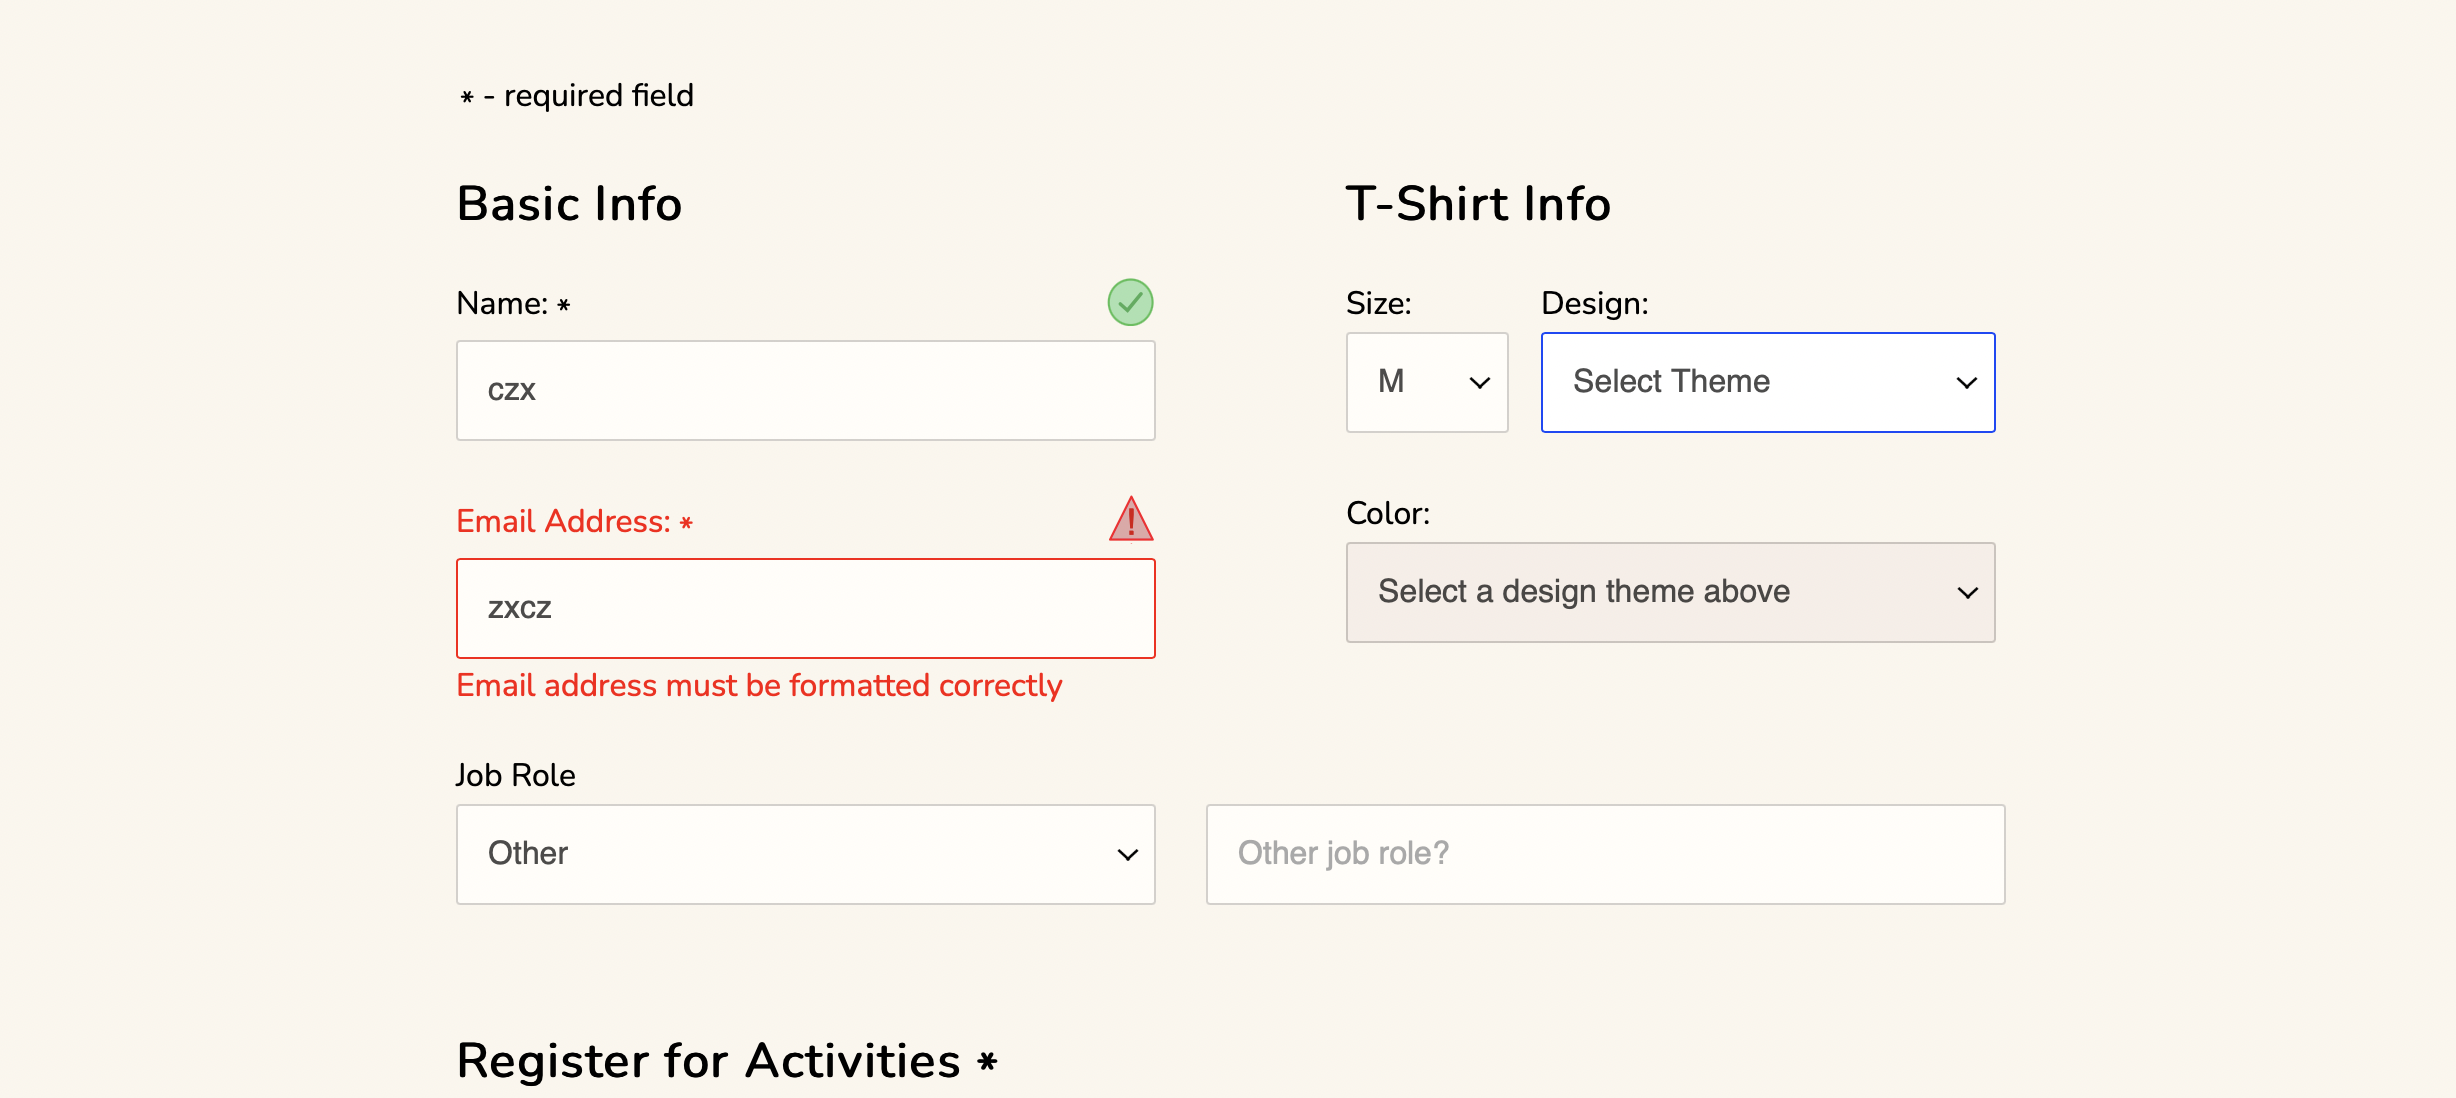 * - required field
Basic Info
Name: *
czx
Email Address: *
zxcz
Email address must be formatted correctly
Job Role
Other
Other job role?
T-Shirt Info
Size:
M
Design:
Select Theme
Color:
Select a design theme above
Register for Activities *